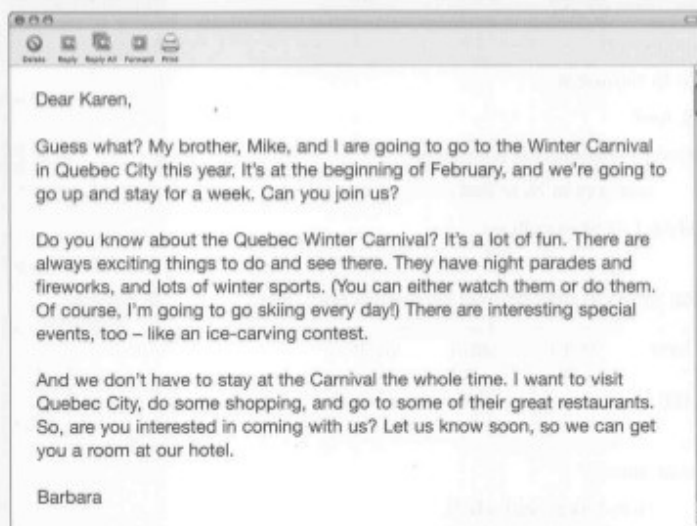 Delete Reply Reply All Forward Print
Dear Karen,
Guess what? My brother, Mike, and I are going to go to the Winter Carnival
in Quebec City this year. It's at the beginning of February, and we're going to
go up and stay for a week. Can you join us?
Do you know about the Quebec Winter Carnival? It's a lot of fun. There are
always exciting things to do and see there. They have night parades and
fireworks, and lots of winter sports. (You can either watch them or do them.
Of course, I'm going to go skiing every day!) There are interesting special
events, too – like an ice-carving contest.
And we don't have to stay at the Carnival the whole time. I want to visit
Quebec City, do some shopping, and go to some of their great restaurants.
So, are you interested in coming with us? Let us know soon, so we can get
you a room at our hotel.
Barbara